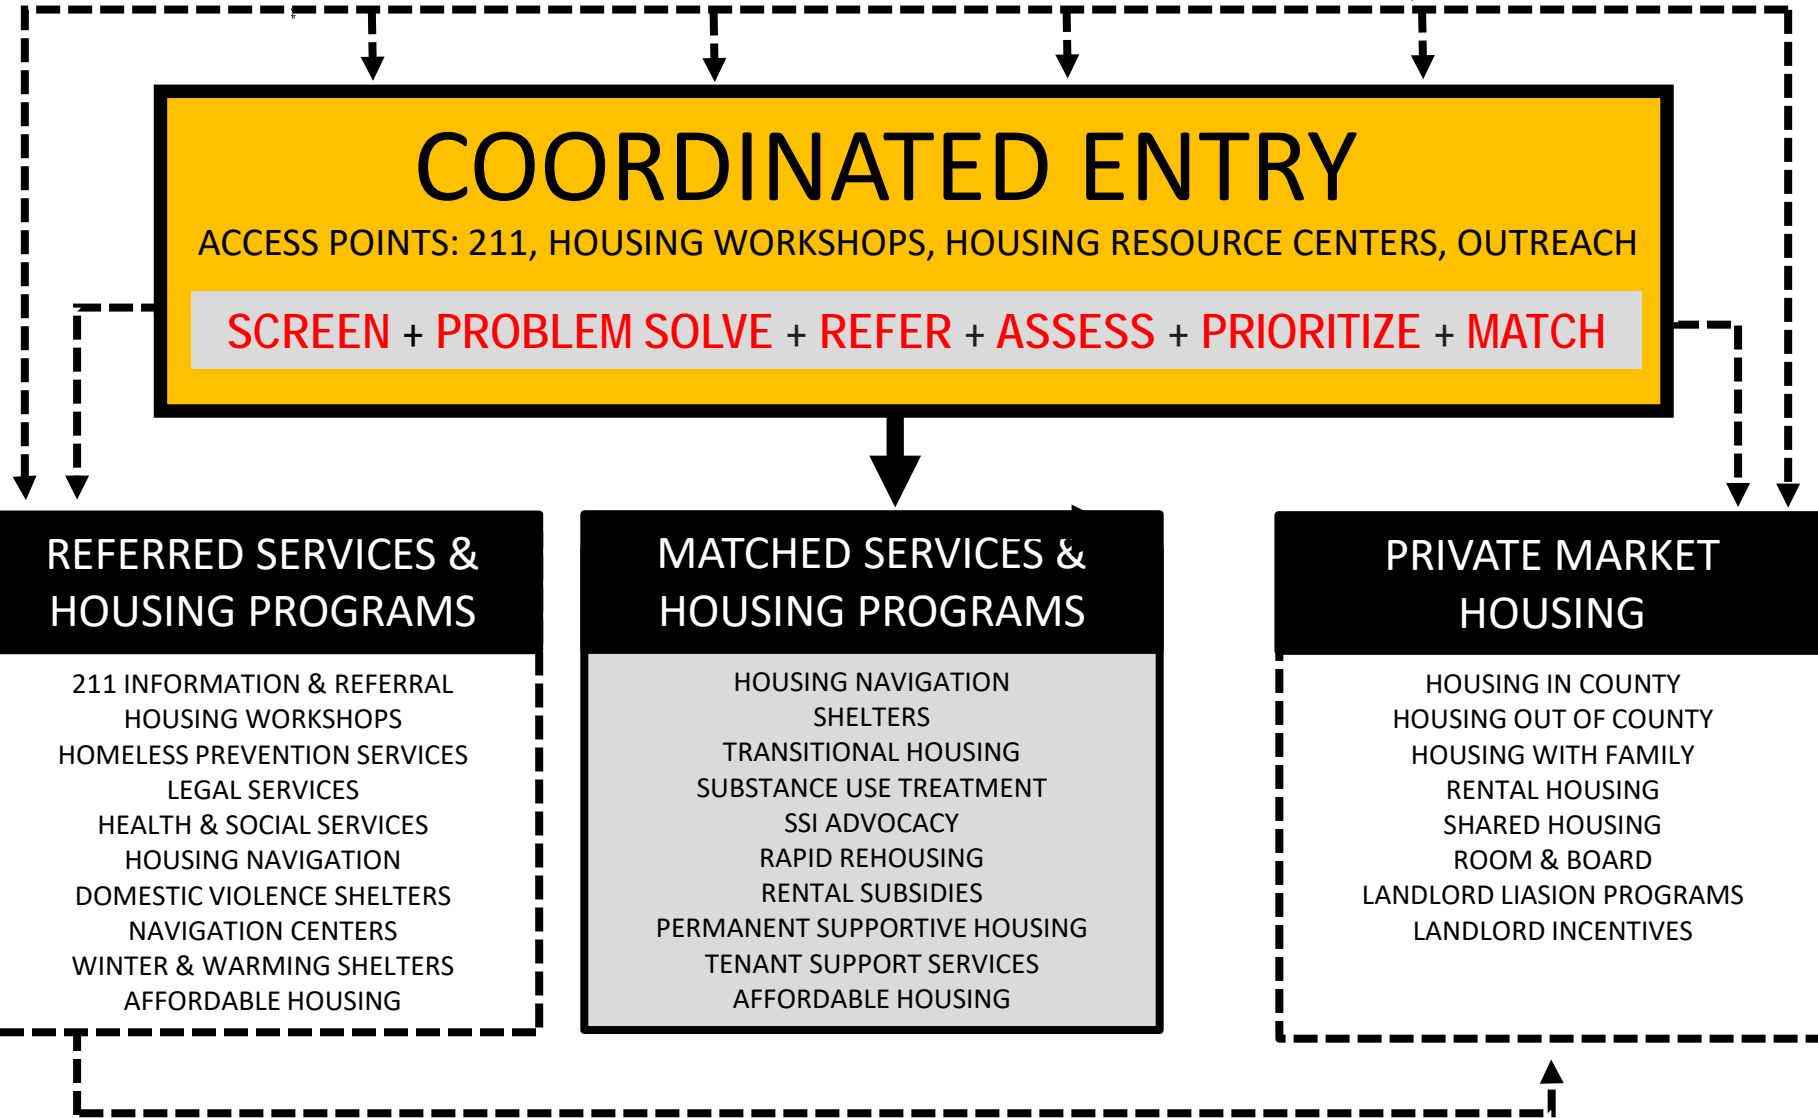 COORDINATED ENTRY
ACCESS POINTS: 211, HOUSING WORKSHOPS, HOUSING RESOURCE CENTERS, OUTREACH
SCREEN + PROBLEM SOLVE + REFER + ASSESS + PRIORITIZE + MATCH
REFERRED SERVICES &
HOUSING PROGRAMS
211 INFORMATION & REFERRAL
HOUSING WORKSHOPS
HOMELESS PREVENTION SERVICES
LEGAL SERVICES
HEALTH & SOCIAL SERVICES
HOUSING NAVIGATION
DOMESTIC VIOLENCE SHELTERS
NAVIGATION CENTERS
WINTER & WARMING SHELTERS
AFFORDABLE HOUSING
MATCHED SERVICES &
HOUSING PROGRAMS
HOUSING NAVIGATION
SHELTERS
TRANSITIONAL HOUSING
SUBSTANCE USE TREATMENT
SSI ADVOCACY
RAPID REHOUSING
RENTAL SUBSIDIES
PERMANENT SUPPORTIVE HOUSING
TENANT SUPPORT SERVICES
AFFORDABLE HOUSING
PRIVATE MARKET
HOUSING
HOUSING IN COUNTY
HOUSING OUT OF COUNTY
HOUSING WITH FAMILY
RENTAL HOUSING
SHARED HOUSING
ROOM & BOARD
LANDLORD LIASION PROGRAMS
LANDLORD INCENTIVES